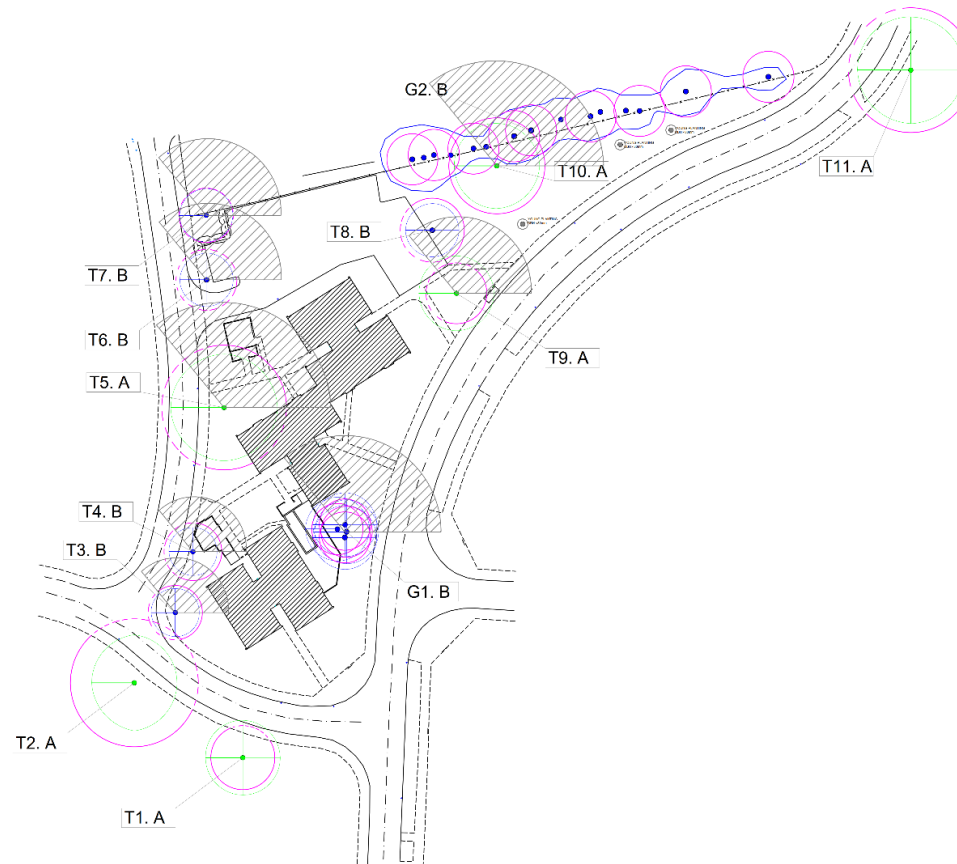 G2. B
T10. A
T11. A
T8. B
T7. B
T6. B
T9. A
T5. A
T4. B
T3. B
G1. B
T2. A
T1. A